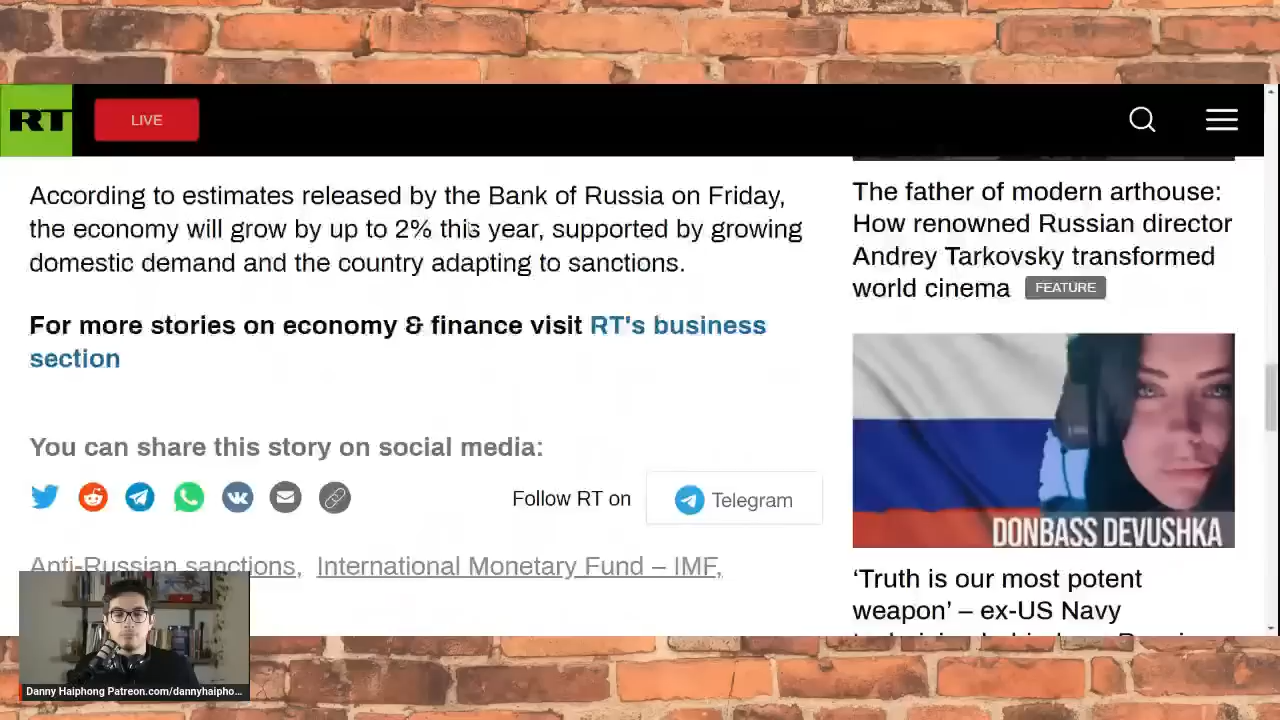 RT
LIVE
According to estimates released by the Bank of Russia on Friday,
the economy will grow by up to 2% this year, supported by growing
domestic demand and the country adapting to sanctions.
For more stories on economy & finance visit RT's business
section
You can share this story on social media:
Follow RT on
Telegram
Anti-Russian sanctions, International Monetary Fund – IMF,
The father of modern arthouse:
How renowned Russian director
Andrey Tarkovsky transformed
world cinema FEATURE
DONBASS DEVUSHKA
‘Truth is our most potent
weapon’ – ex-US Navy
Danny Haiphong Patreon.com/dannyhaipho...